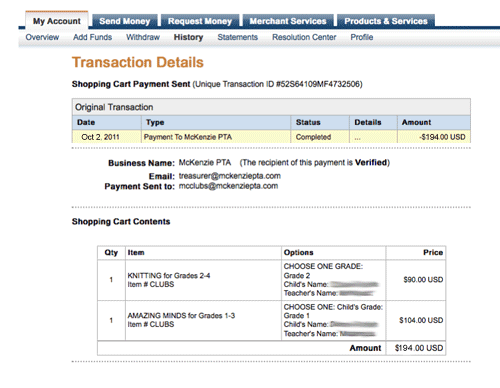 My Account Send Money Request Money Merchant Services Products & Services
Overview Add Funds Withdraw History Statements Resolution Center Profile
Transaction Details
Shopping Cart Payment Sent (Unique Transaction ID #52S64109MF4732506)
Original Transaction
Date Type Status Details Amount
Oct 2, 2011 Payment To McKenzie PTA Completed ... -$194.00 USD
Business Name: McKenzie PTA (The recipient of this payment is Verified)
Email: treasurer@mckenziepta.com
Payment Sent to: mcclubs@mckenziepta.com
Shopping Cart Contents
Qty Item Options Price
1 KNITTING for Grades 2-4
Item # CLUBS
CHOOSE ONE GRADE:
Grade 2
Child's Name:
Teacher's Name:
$90.00 USD
1 AMAZING MINDS for Grades 1-3
Item # CLUBS
CHOOSE ONE: Child's Grade:
Grade 1
Child's Name:
Teacher's Name:
$104.00 USD
Amount $194.00 USD